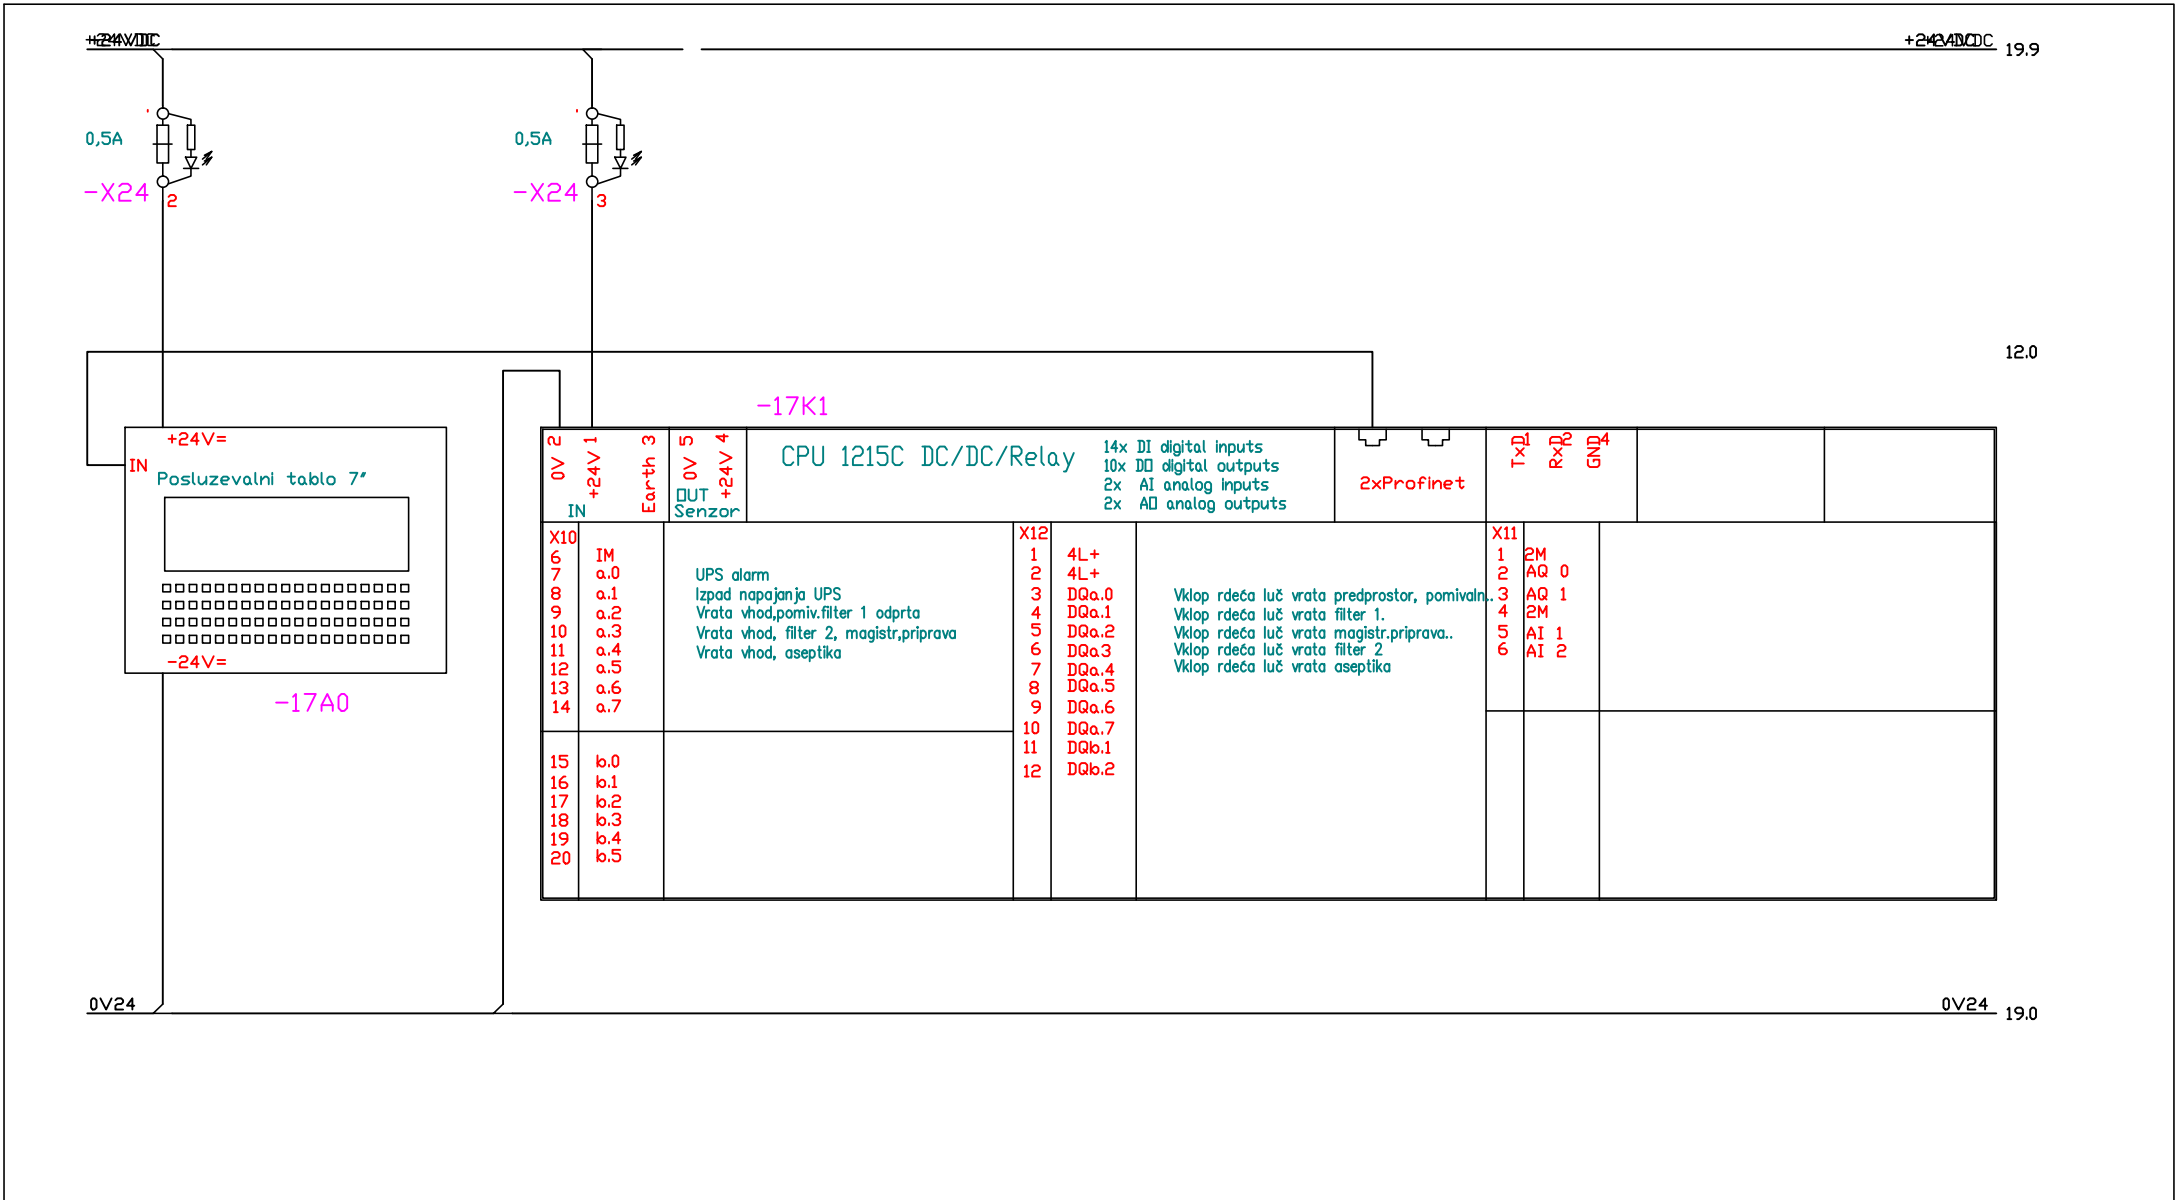 +24VDC
+24VDC
19.9
0,5A
-X24
2
0,5A
-X24
3
12.0
-17K1
+24V=
IN
Posluzevalni tablo 7"
-24V=
-17A0
0V 2
+24V 1
Earth 3
IN
0V 5
+24V 4
OUT
Senzor
CPU 1215C DC/DC/Relay
14x DI digital inputs
10x DO digital outputs
2x AI analog inputs
2x AO analog outputs
2xProfinet
TxD 1
RxD 2
GND 4
X10
6 IM
7 a.0 UPS alarm
8 a.1 Izpad napajanja UPS
9 a.2 Vrata vhod,pomiv.filter 1 odprta
10 a.3 Vrata vhod, filter 2, magistr,priprava
11 a.4 Vrata vhod, aseptika
12 a.5
13 a.6
14 a.7
15 b.0
16 b.1
17 b.2
18 b.3
19 b.4
20 b.5
X12
1 4L+
2 4L+
3 DQa.0 Vklop rdeća luč vrata predprostor, pomivaln..
4 DQa.1 Vklop rdeća luč vrata filter 1.
5 DQa.2 Vklop rdeća luč vrata magistr.priprava..
6 DQa.3 Vklop rdeća luč vrata filter 2
7 DQa.4 Vklop rdeća luč vrata aseptika
8 DQa.5
9 DQa.6
10 DQa.7
11 DQb.1
12 DQb.2
X11
1 2M
2 AQ 0
3 AQ 1
4 2M
5 AI 1
6 AI 2
0V24
0V24
19.0